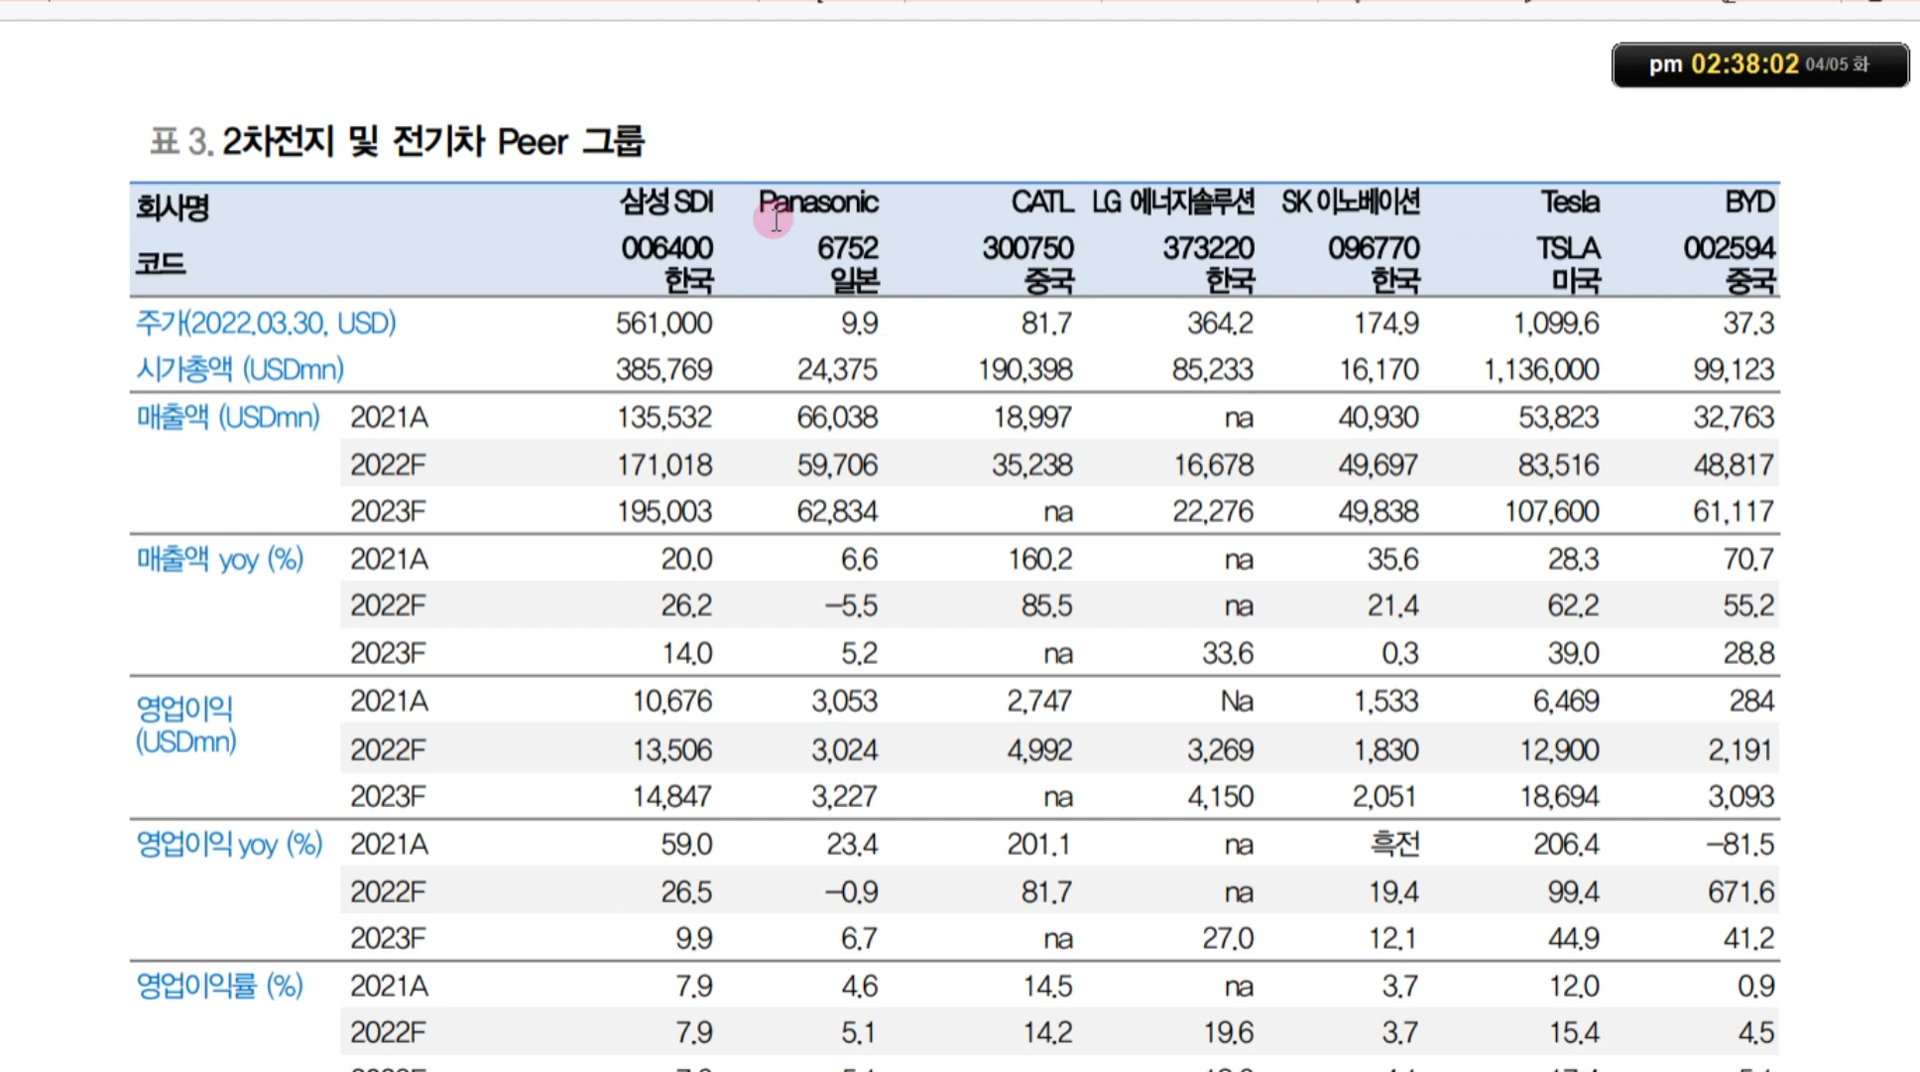 pm 02:38:02 04/05 화
표 3. 2차전지 및 전기차 Peer 그룹
회사명 삼성SDI Panasonic CATL LG 에너지솔루션 SK이노베이션 Tesla BYD
코드 006400 6752 300750 373220 096770 TSLA 002594
한국 일본 중국 한국 한국 미국 중국
주가(2022.03.30, USD) 561,000 9.9 81.7 364.2 174.9 1,099.6 37.3
시가총액 (USDmn) 385,769 24,375 190,398 85,233 16,170 1,136,000 99,123
매출액 (USDmn) 2021A 135,532 66,038 18,997 na 40,930 53,823 32,763
2022F 171,018 59,706 35,238 16,678 49,697 83,516 48,817
2023F 195,003 62,834 na 22,276 49,838 107,600 61,117
매출액 yoy (%) 2021A 20.0 6.6 160.2 na 35.6 28.3 70.7
2022F 26.2 –5.5 85.5 na 21.4 62.2 55.2
2023F 14.0 5.2 na 33.6 0.3 39.0 28.8
영업이익 (USDmn) 2021A 10,676 3,053 2,747 Na 1,533 6,469 284
2022F 13,506 3,024 4,992 3,269 1,830 12,900 2,191
2023F 14,847 3,227 na 4,150 2,051 18,694 3,093
영업이익 yoy (%) 2021A 59.0 23.4 201.1 na 흑전 206.4 –81.5
2022F 26.5 –0.9 81.7 na 19.4 99.4 671.6
2023F 9.9 6.7 na 27.0 12.1 44.9 41.2
영업이익률 (%) 2021A 7.9 4.6 14.5 na 3.7 12.0 0.9
2022F 7.9 5.1 14.2 19.6 3.7 15.4 4.5